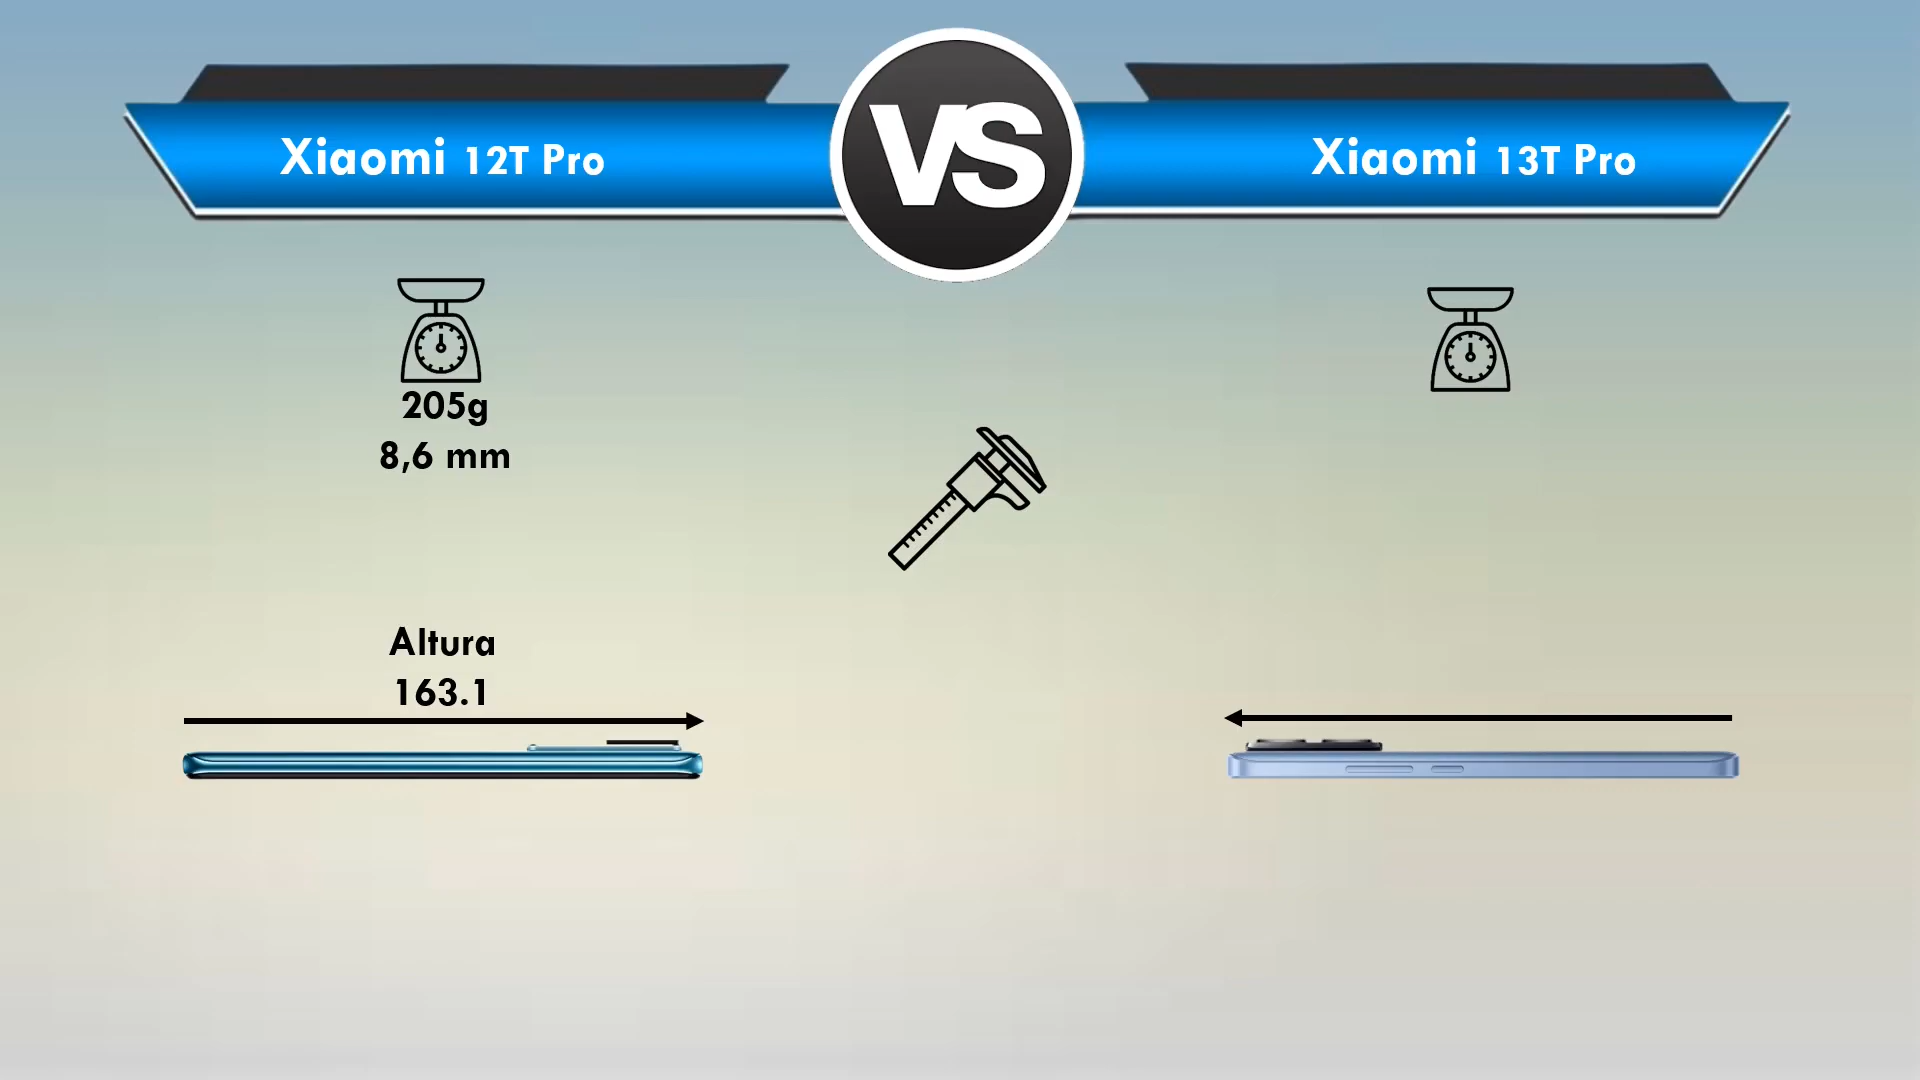 Xiaomi 12T Pro
VS
Xiaomi 13T Pro
205g
8,6 mm
Altura
163.1